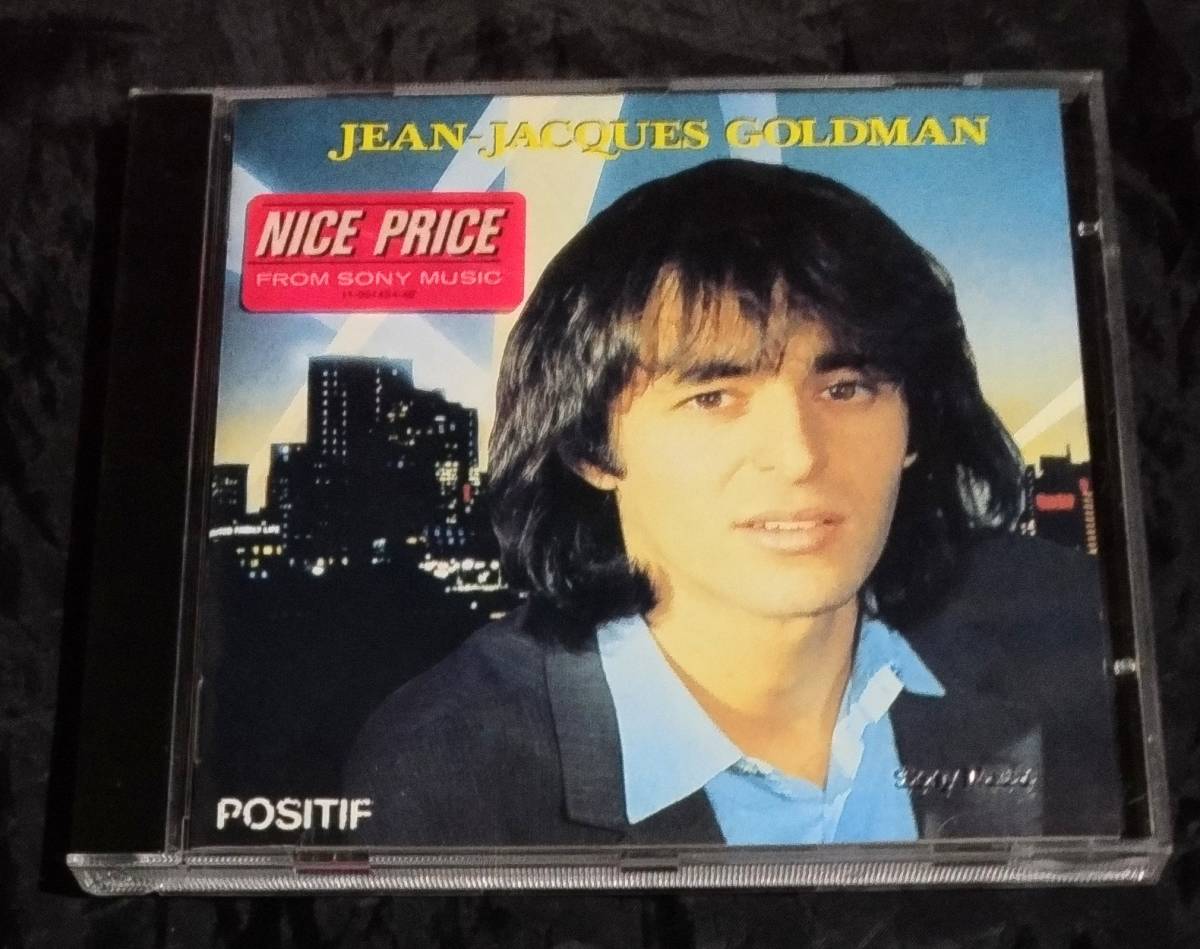 JEAN-JACQUES GOLDMAN
NICE PRICE
FROM SONY MUSIC
POSITIF